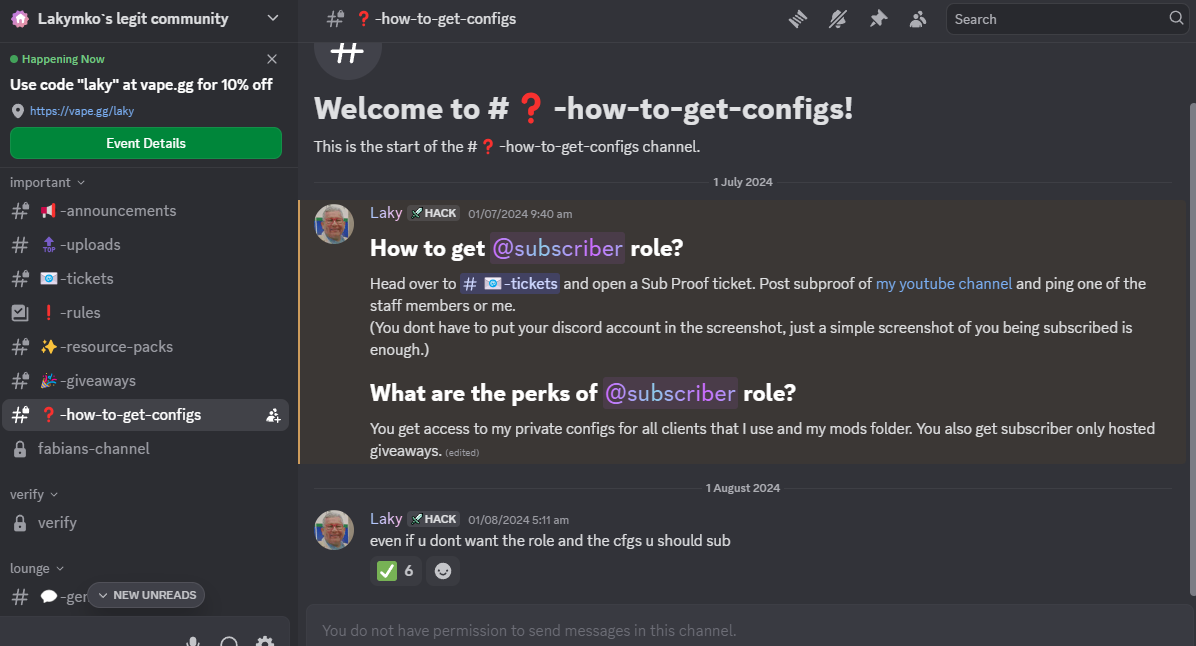 Lakymko`s legit community
❓-how-to-get-configs
Search
Happening Now
Use code "laky" at vape.gg for 10% off
https://vape.gg/laky
Event Details
important
📢-announcements
-uploads
-tickets
❗-rules
✨-resource-packs
🎉-giveaways
❓-how-to-get-configs
fabians-channel
verify
verify
lounge
💬-gen
NEW UNREADS
Welcome to #❓-how-to-get-configs!
This is the start of the #❓-how-to-get-configs channel.
1 July 2024
Laky HACK 01/07/2024 9:40 am
How to get @subscriber role?
Head over to # 📧-tickets and open a Sub Proof ticket. Post subproof of my youtube channel and ping one of the
staff members or me.
(You dont have to put your discord account in the screenshot, just a simple screenshot of you being subscribed is
enough.)
What are the perks of @subscriber role?
You get access to my private configs for all clients that I use and my mods folder. You also get subscriber only hosted
giveaways. (edited)
1 August 2024
Laky HACK 01/08/2024 5:11 am
even if u dont want the role and the cfgs u should sub
✅ 6
You do not have permission to send messages in this channel.